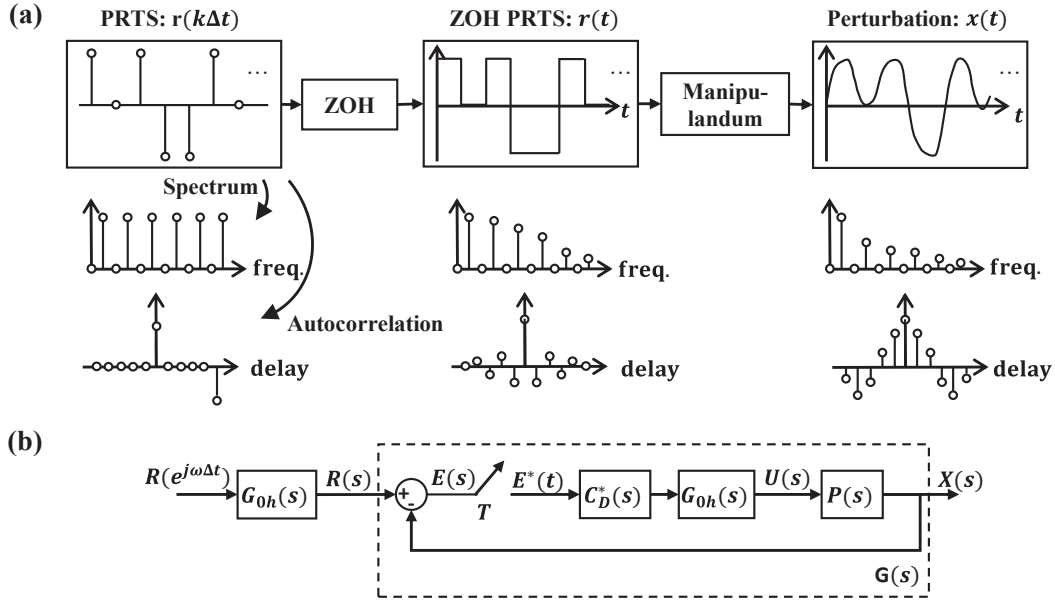 (a)
PRTS: r(kΔt)
ZOH PRTS: r(t)
Perturbation: x(t)
...
...
...
ZOH
t
Manipu-
landum
t
Spectrum
freq.
freq.
freq.
Autocorrelation
delay
delay
delay
(b)
R(e^{jωΔt})
G_{0h}(s)
R(s)
+
-
E(s)
T
E*(t)
C*_D(s)
G_{0h}(s)
U(s)
P(s)
X(s)
G(s)